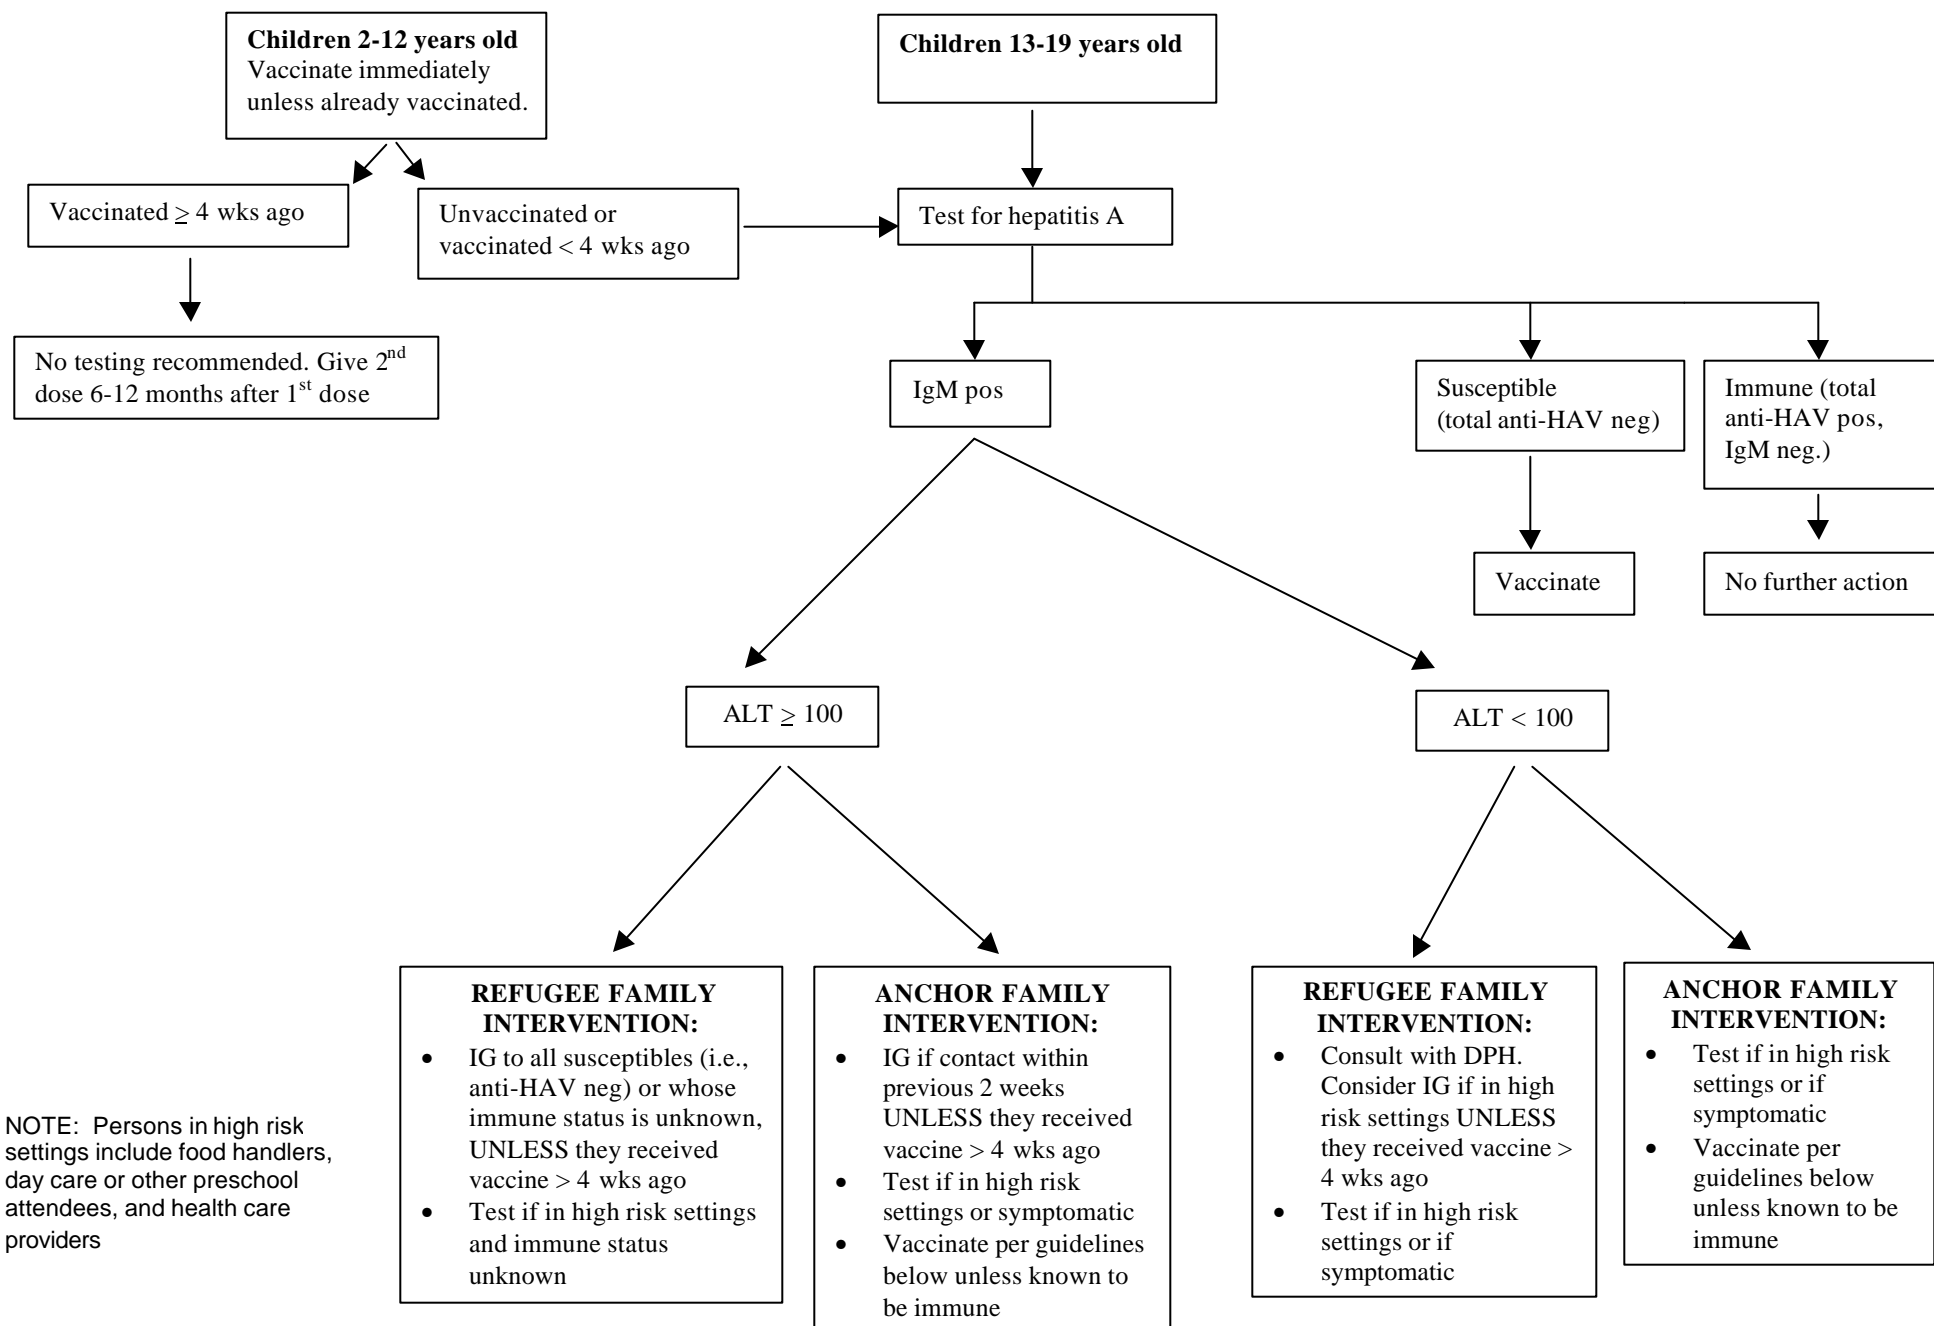 Children 2-12 years old
Vaccinate immediately
unless already vaccinated.
Children 13-19 years old
Vaccinated ≥ 4 wks ago
Unvaccinated or
vaccinated < 4 wks ago
Test for hepatitis A
No testing recommended. Give 2nd
dose 6-12 months after 1st dose
IgM pos
Susceptible
(total anti-HAV neg)
Immune (total
anti-HAV pos,
IgM neg.)
Vaccinate
No further action
ALT ≥ 100
ALT < 100
REFUGEE FAMILY
INTERVENTION:
• IG to all susceptibles (i.e.,
anti-HAV neg) or whose
immune status is unknown,
UNLESS they received
vaccine > 4 wks ago
• Test if in high risk settings
and immune status
unknown
ANCHOR FAMILY
INTERVENTION:
• IG if contact within
previous 2 weeks
UNLESS they received
vaccine > 4 wks ago
• Test if in high risk
settings or symptomatic
• Vaccinate per guidelines
below unless known to
be immune
REFUGEE FAMILY
INTERVENTION:
• Consult with DPH.
Consider IG if in high
risk settings UNLESS
they received vaccine >
4 wks ago
• Test if in high risk
settings or if
symptomatic
ANCHOR FAMILY
INTERVENTION:
• Test if in high risk
settings or if
symptomatic
• Vaccinate per
guidelines below
unless known to be
immune
NOTE: Persons in high risk
settings include food handlers,
day care or other preschool
attendees, and health care
providers